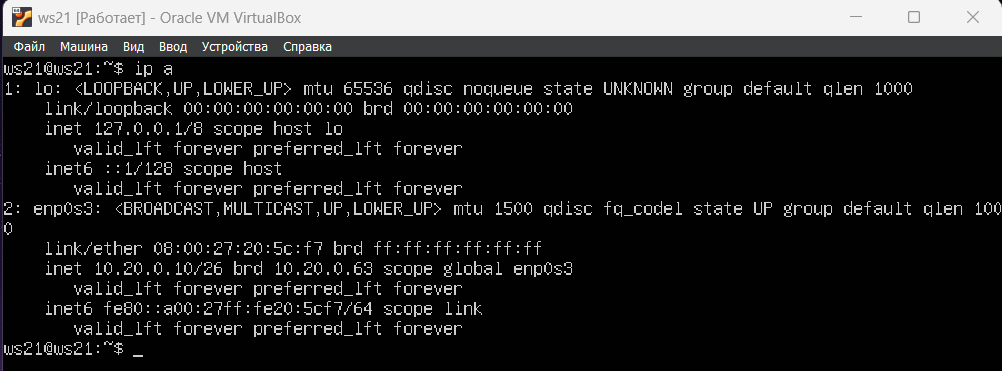 ws21 [Работает] - Oracle VM VirtualBox
Файл Машина Вид Ввод Устройства Справка
ws21@ws21:~$ ip a
1: lo: <LOOPBACK,UP,LOWER_UP> mtu 65536 qdisc noqueue state UNKNOWN group default qlen 1000
    link/loopback 00:00:00:00:00:00 brd 00:00:00:00:00:00
    inet 127.0.0.1/8 scope host lo
       valid_lft forever preferred_lft forever
    inet6 ::1/128 scope host
       valid_lft forever preferred_lft forever
2: enp0s3: <BROADCAST,MULTICAST,UP,LOWER_UP> mtu 1500 qdisc fq_codel state UP group default qlen 100
0
    link/ether 08:00:27:20:5c:f7 brd ff:ff:ff:ff:ff:ff
    inet 10.20.0.10/26 brd 10.20.0.63 scope global enp0s3
       valid_lft forever preferred_lft forever
    inet6 fe80::a00:27ff:fe20:5cf7/64 scope link
       valid_lft forever preferred_lft forever
ws21@ws21:~$ _